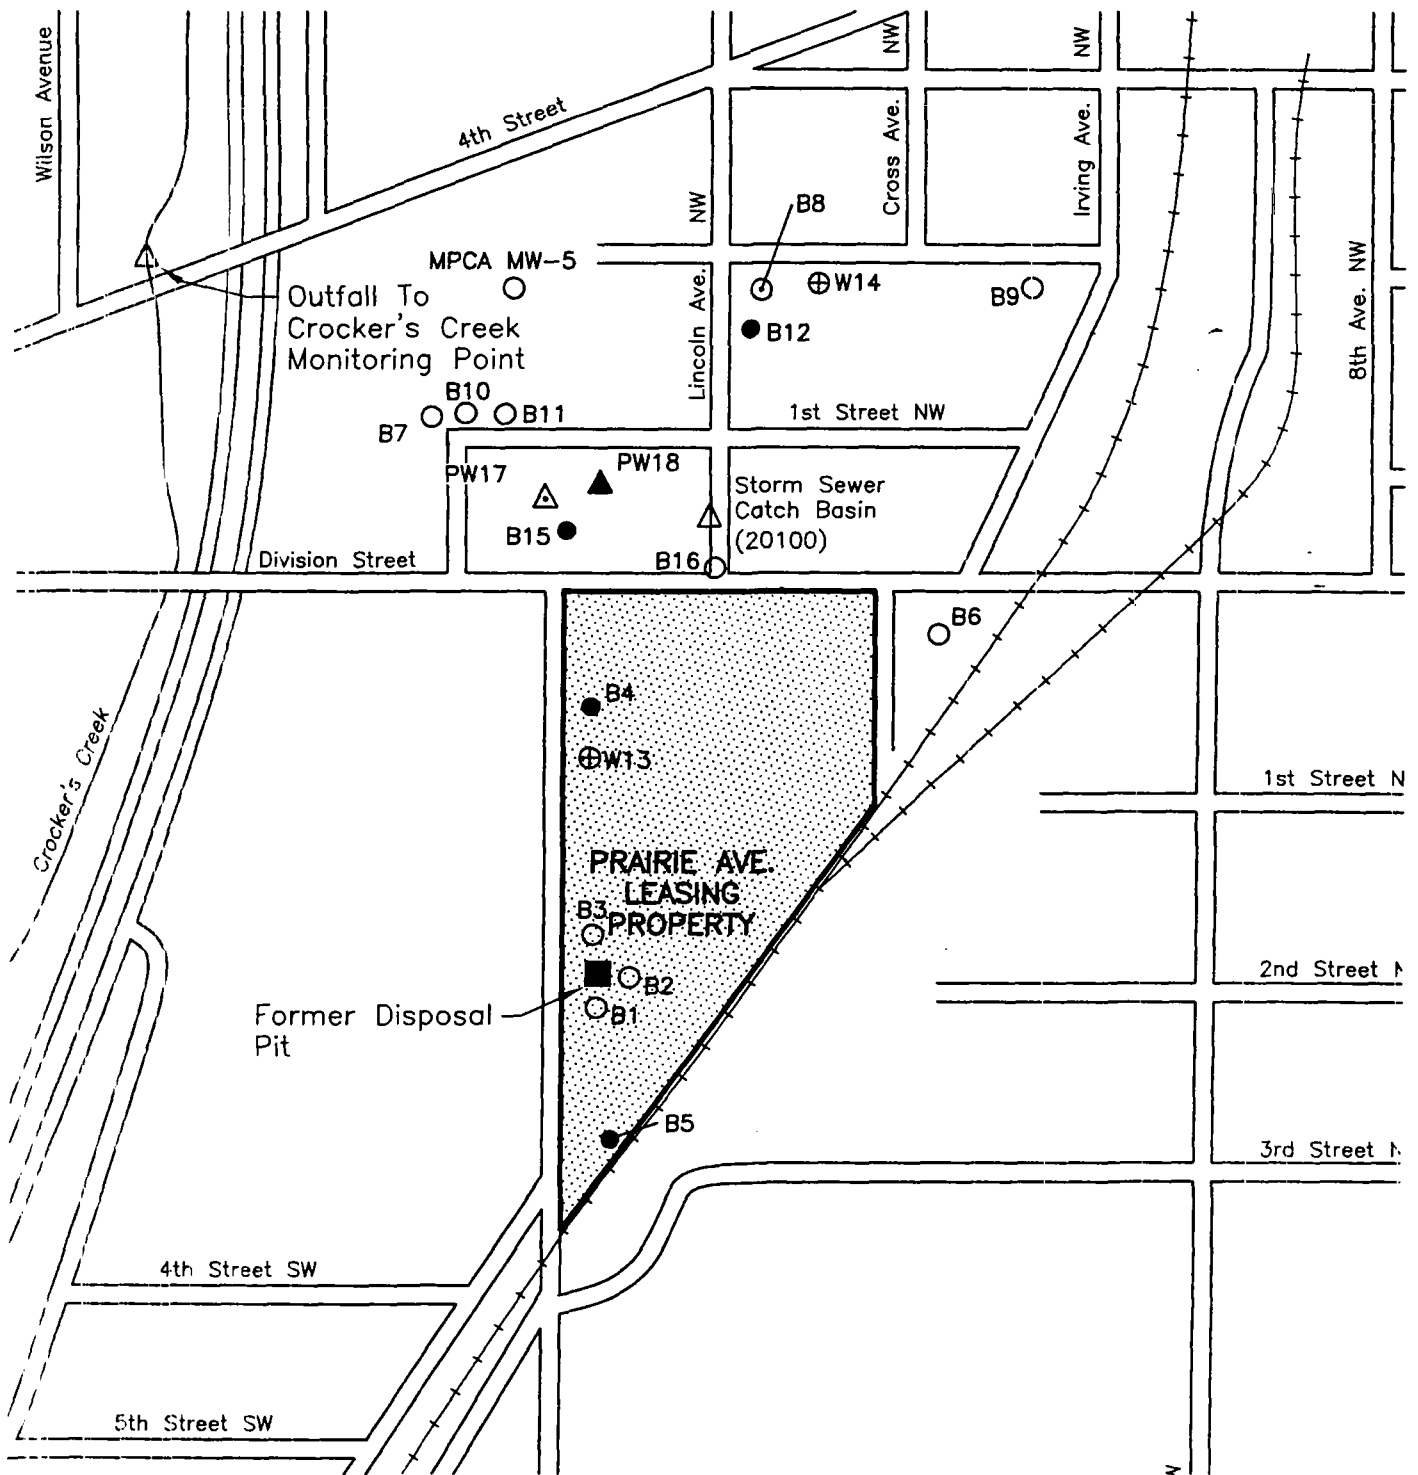 Wilson Avenue
4th Street
NW
Cross Ave.
NW
Irving Ave.
NW
Lincoln Ave.
8th Ave. NW
B8
MPCA MW-5
W14
B9
Outfall To
Crocker's Creek
Monitoring Point
B12
B10
B11
B7
1st Street NW
PW17
PW18
Storm Sewer
Catch Basin
(20100)
B15
B16
Division Street
B6
B4
W13
Crocker's Creek
1st Street N
PRAIRIE AVE.
LEASING
PROPERTY
B3
2nd Street N
B2
B1
Former Disposal
Pit
B5
3rd Street N
4th Street SW
5th Street SW
W